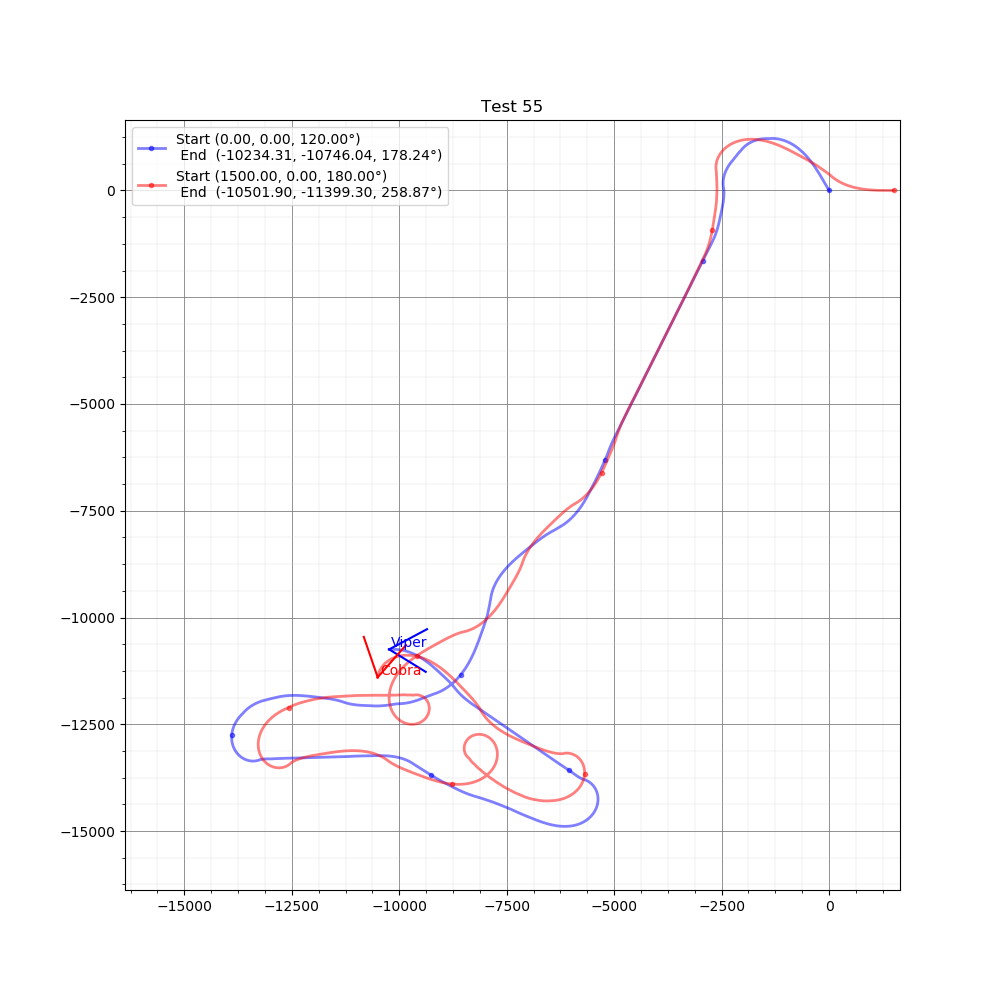 Test 55
Start (0.00, 0.00, 120.00°)
End (-10234.31, -10746.04, 178.24°)
Start (1500.00, 0.00, 180.00°)
End (-10501.90, -11399.30, 258.87°)
0
−2500
−5000
−7500
−10000
−12500
−15000
Viper
Cobra
−15000 −12500 −10000 −7500 −5000 −2500 0